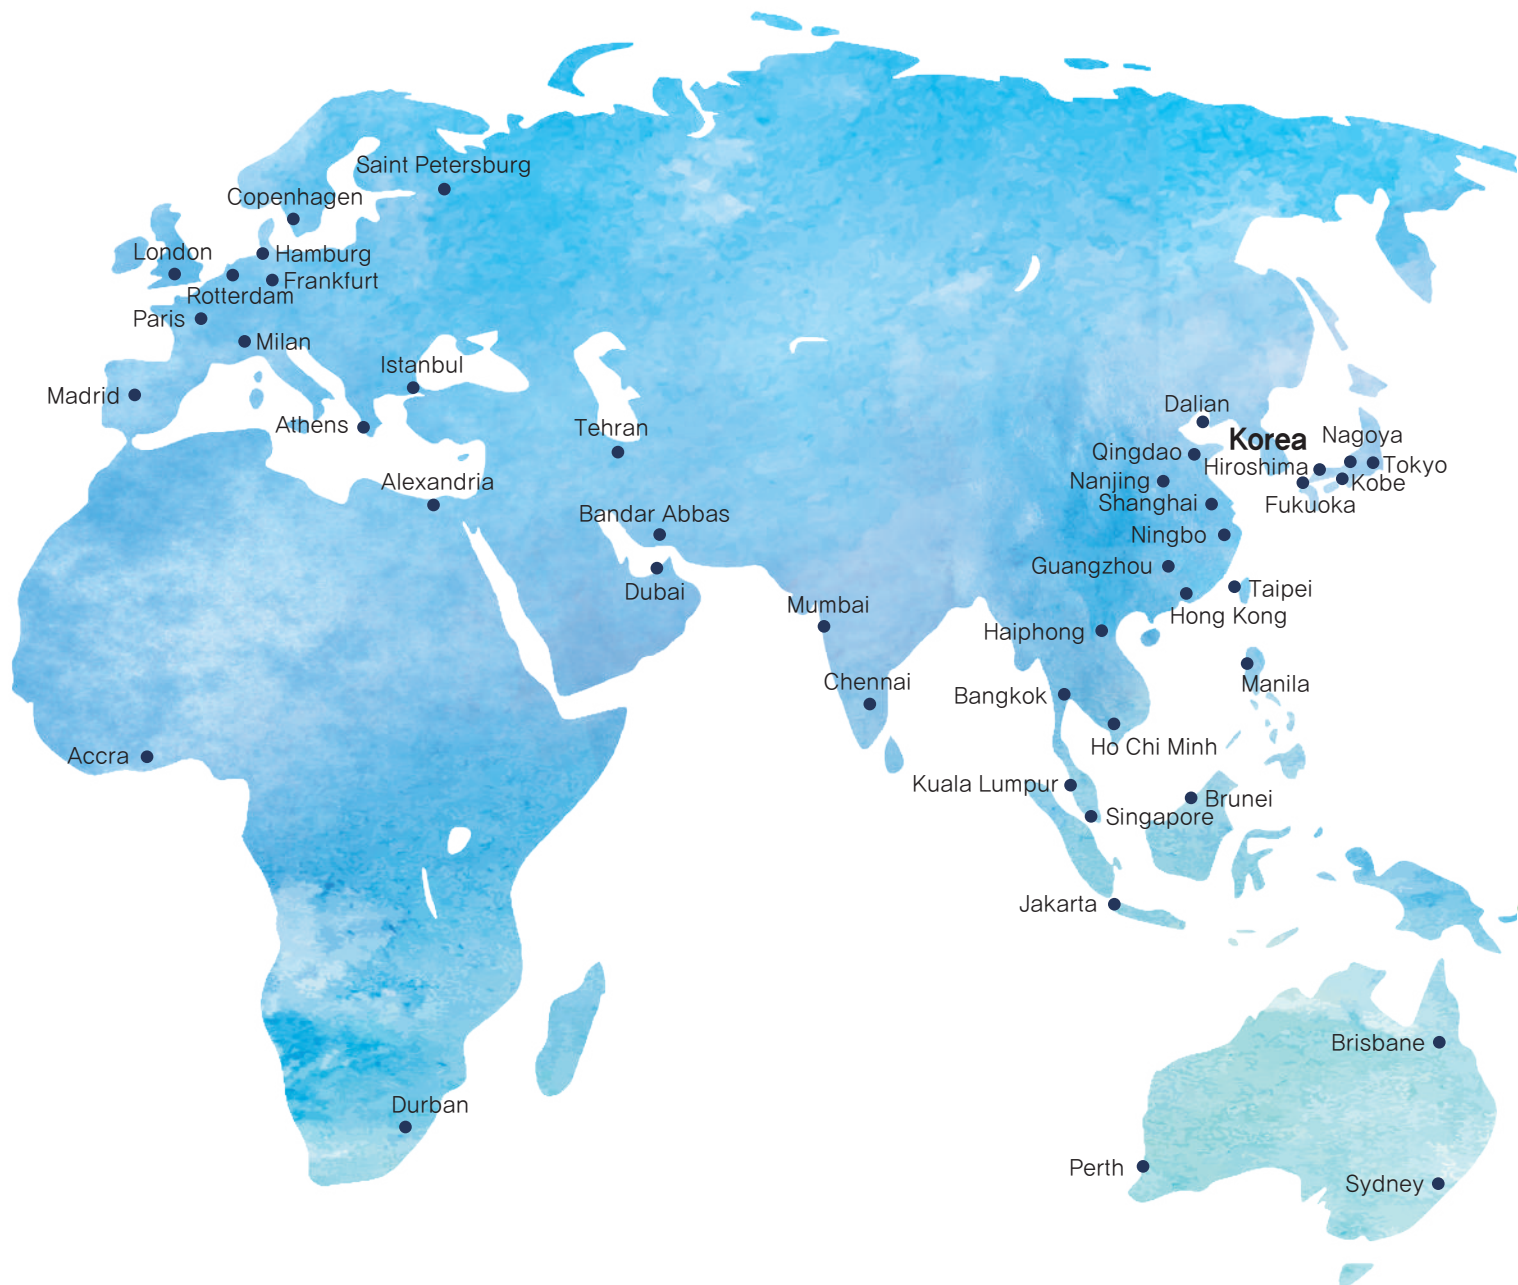 Saint Petersburg
Copenhagen
London
Hamburg
Frankfurt
Rotterdam
Paris
Milan
Istanbul
Madrid
Athens
Tehran
Alexandria
Bandar Abbas
Dubai
Mumbai
Chennai
Accra
Durban
Dalian
Korea
Nagoya
Qingdao
Hiroshima
Tokyo
Nanjing
Kobe
Shanghai
Fukuoka
Ningbo
Guangzhou
Taipei
Hong Kong
Haiphong
Manila
Bangkok
Ho Chi Minh
Kuala Lumpur
Brunei
Singapore
Jakarta
Brisbane
Perth
Sydney